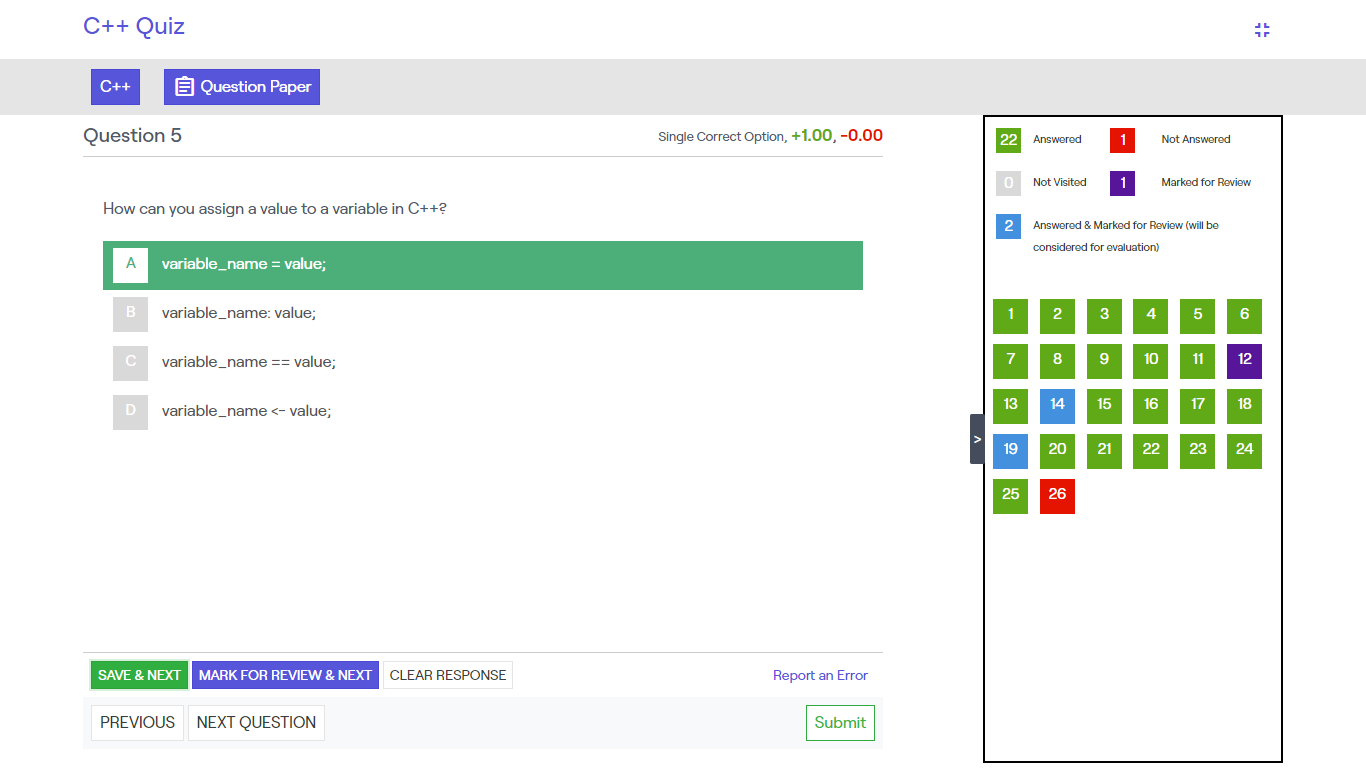 C++ Quiz
C++
Question Paper
Question 5
Single Correct Option, +1.00, -0.00
How can you assign a value to a variable in C++?
A variable_name = value;
B variable_name: value;
C variable_name == value;
D variable_name <- value;
SAVE & NEXT
MARK FOR REVIEW & NEXT
CLEAR RESPONSE
Report an Error
PREVIOUS
NEXT QUESTION
Submit
>
22 Answered 1 Not Answered
0 Not Visited 1 Marked for Review
2 Answered & Marked for Review (will be
considered for evaluation)
1 2 3 4 5 6
7 8 9 10 11 12
13 14 15 16 17 18
19 20 21 22 23 24
25 26